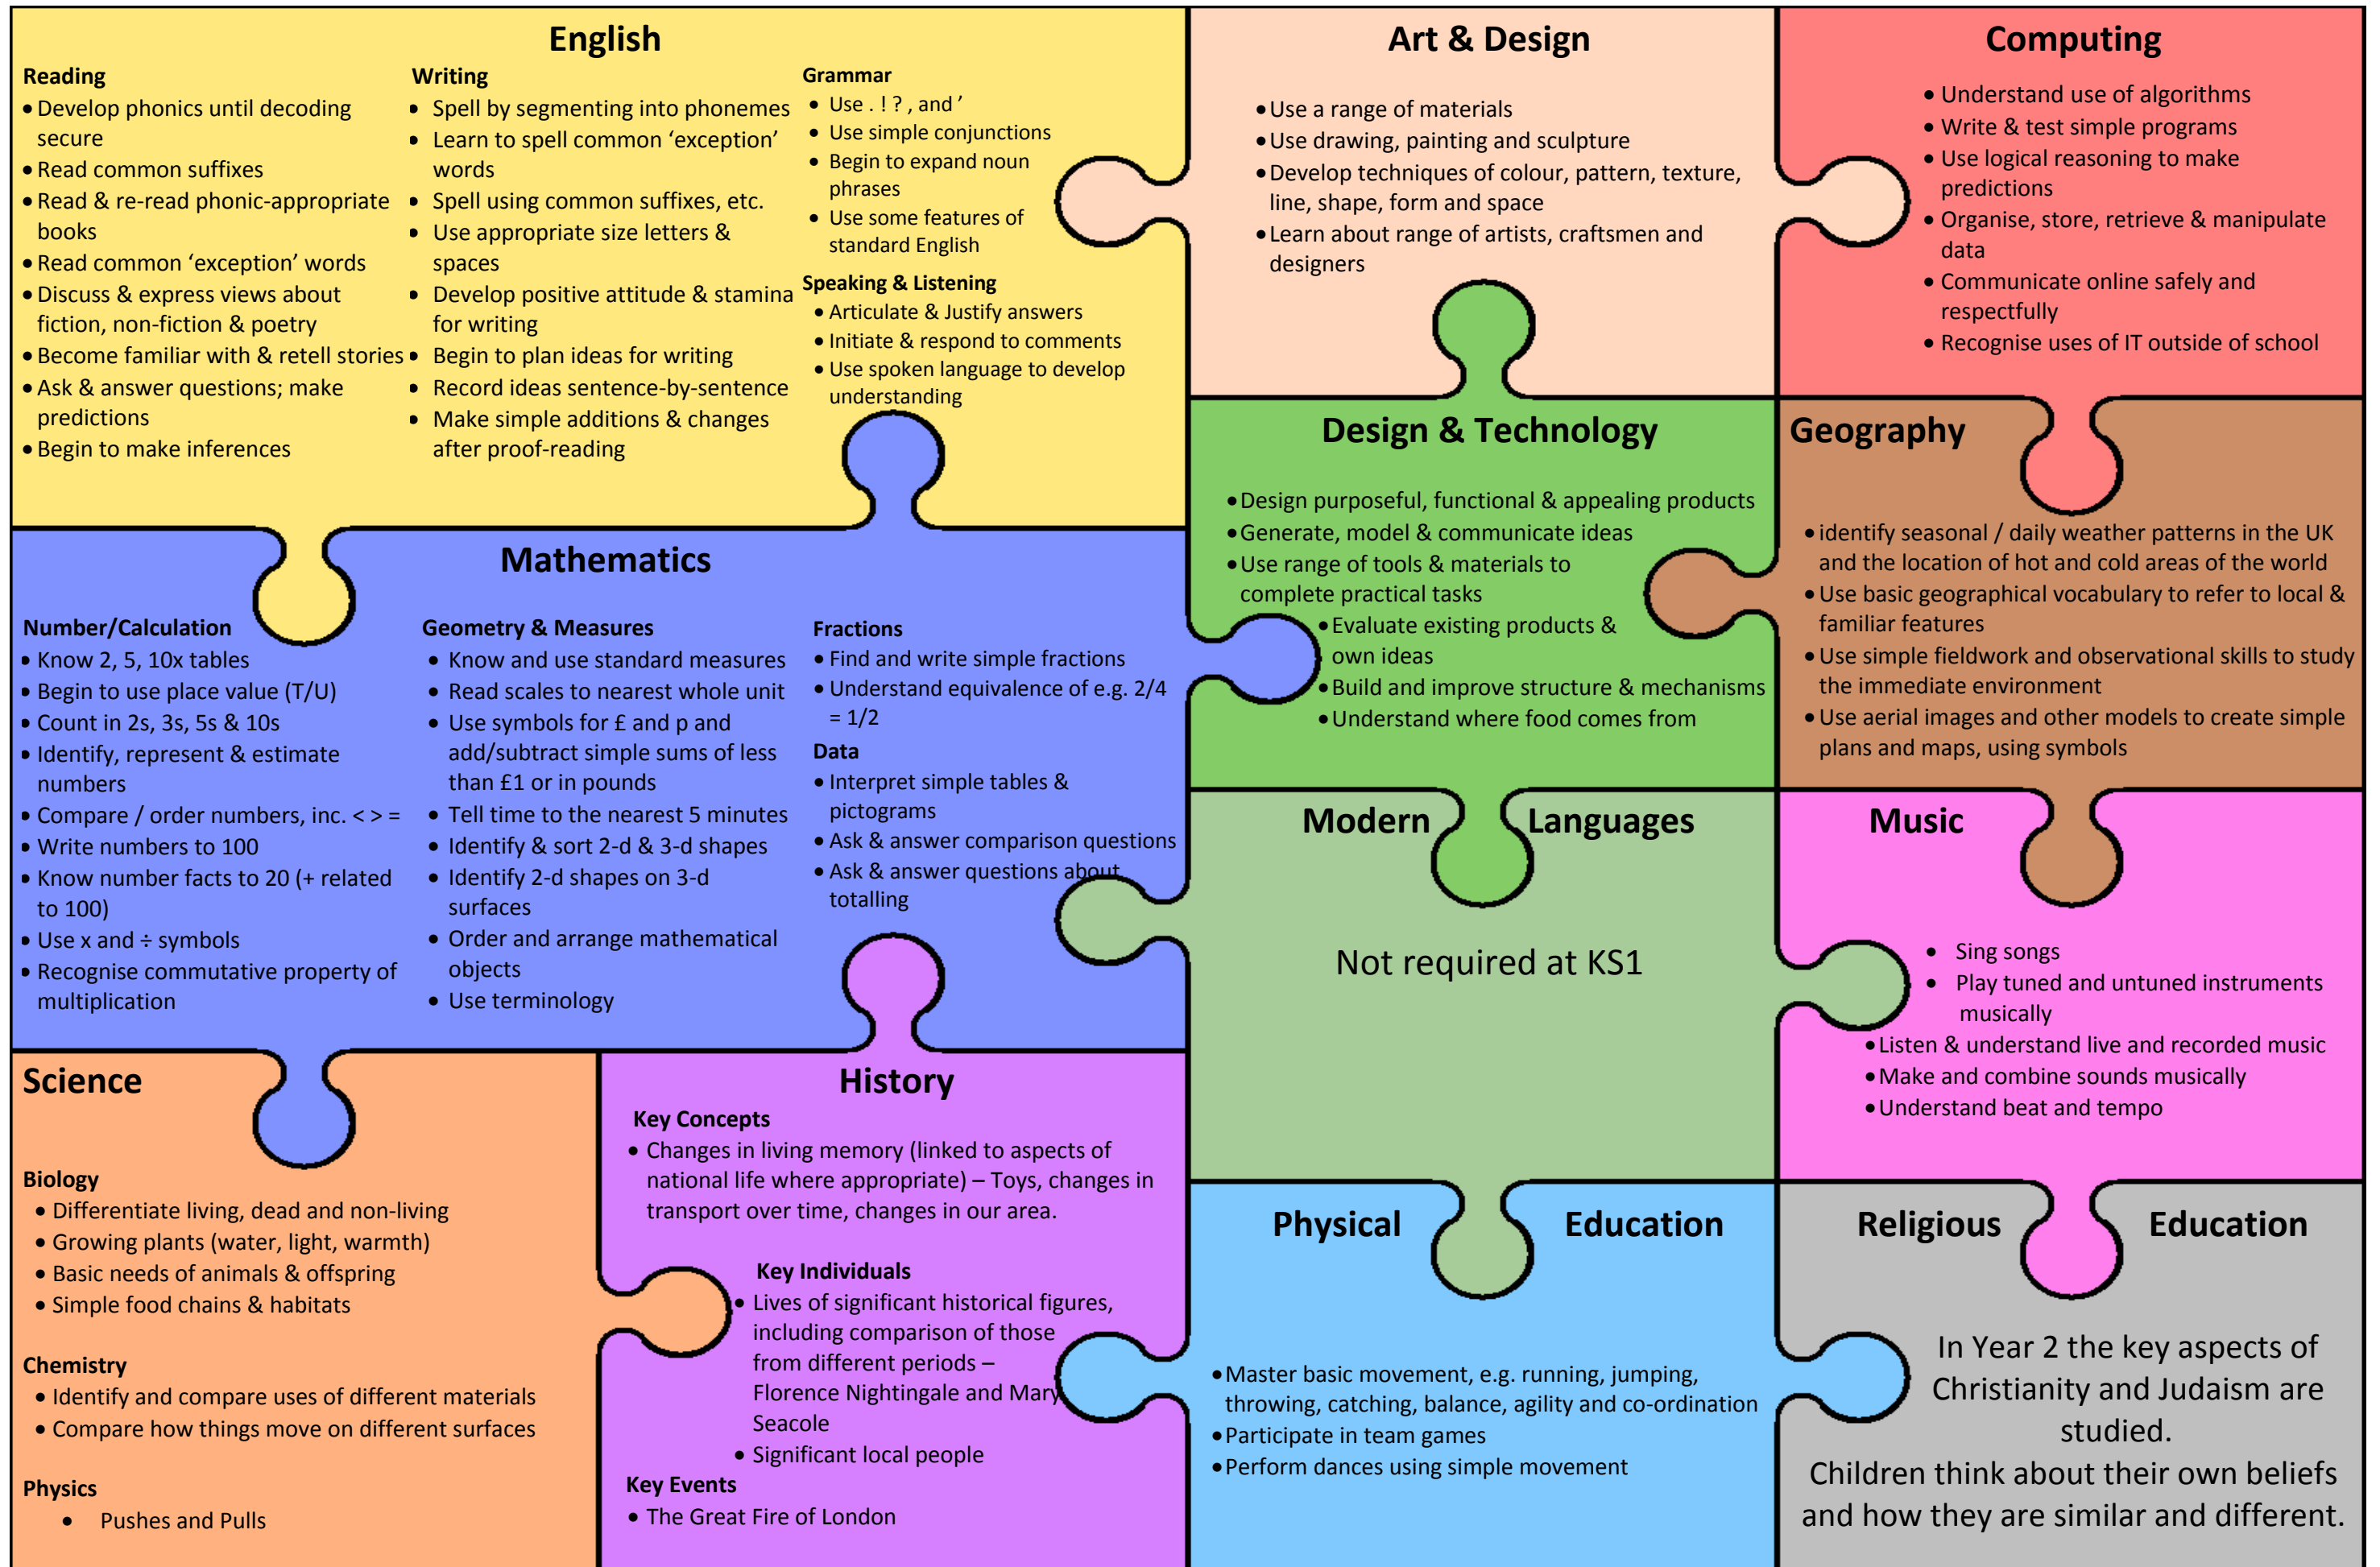 English
Reading
• Develop phonics until decoding
secure
• Read common suffixes
• Read & re-read phonic-appropriate
books
• Read common ‘exception’ words
• Discuss & express views about
fiction, non-fiction & poetry
• Become familiar with & retell stories
• Ask & answer questions; make
predictions
• Begin to make inferences
Writing
• Spell by segmenting into phonemes
• Learn to spell common ‘exception’
words
• Spell using common suffixes, etc.
• Use appropriate size letters &
spaces
• Develop positive attitude & stamina
for writing
• Begin to plan ideas for writing
• Record ideas sentence-by-sentence
• Make simple additions & changes
after proof-reading
Grammar
• Use . ! ? , and ’
• Use simple conjunctions
• Begin to expand noun
phrases
• Use some features of
standard English
Speaking & Listening
• Articulate & Justify answers
• Initiate & respond to comments
• Use spoken language to develop
understanding
Art & Design
• Use a range of materials
• Use drawing, painting and sculpture
• Develop techniques of colour, pattern, texture,
line, shape, form and space
• Learn about range of artists, craftsmen and
designers
Computing
• Understand use of algorithms
• Write & test simple programs
• Use logical reasoning to make
predictions
• Organise, store, retrieve & manipulate
data
• Communicate online safely and
respectfully
• Recognise uses of IT outside of school
Mathematics
Number/Calculation
• Know 2, 5, 10x tables
• Begin to use place value (T/U)
• Count in 2s, 3s, 5s & 10s
• Identify, represent & estimate
numbers
• Compare / order numbers, inc. < > =
• Write numbers to 100
• Know number facts to 20 (+ related
to 100)
• Use x and ÷ symbols
• Recognise commutative property of
multiplication
Geometry & Measures
• Know and use standard measures
• Read scales to nearest whole unit
• Use symbols for £ and p and
add/subtract simple sums of less
than £1 or in pounds
• Tell time to the nearest 5 minutes
• Identify & sort 2-d & 3-d shapes
• Identify 2-d shapes on 3-d
surfaces
• Order and arrange mathematical
objects
• Use terminology
Fractions
• Find and write simple fractions
• Understand equivalence of e.g. 2/4
= 1/2
Data
• Interpret simple tables &
pictograms
• Ask & answer comparison questions
• Ask & answer questions about
totalling
Design & Technology
• Design purposeful, functional & appealing products
• Generate, model & communicate ideas
• Use range of tools & materials to
complete practical tasks
• Evaluate existing products &
own ideas
• Build and improve structure & mechanisms
• Understand where food comes from
Geography
• identify seasonal / daily weather patterns in the UK
and the location of hot and cold areas of the world
• Use basic geographical vocabulary to refer to local &
familiar features
• Use simple fieldwork and observational skills to study
the immediate environment
• Use aerial images and other models to create simple
plans and maps, using symbols
Modern Languages
Not required at KS1
Music
• Sing songs
• Play tuned and untuned instruments
musically
• Listen & understand live and recorded music
• Make and combine sounds musically
• Understand beat and tempo
Science
Biology
• Differentiate living, dead and non-living
• Growing plants (water, light, warmth)
• Basic needs of animals & offspring
• Simple food chains & habitats
Chemistry
• Identify and compare uses of different materials
• Compare how things move on different surfaces
Physics
• Pushes and Pulls
History
Key Concepts
• Changes in living memory (linked to aspects of
national life where appropriate) – Toys, changes in
transport over time, changes in our area.
Key Individuals
• Lives of significant historical figures,
including comparison of those
from different periods –
Florence Nightingale and Mary
Seacole
• Significant local people
Key Events
• The Great Fire of London
Physical Education
• Master basic movement, e.g. running, jumping,
throwing, catching, balance, agility and co-ordination
• Participate in team games
• Perform dances using simple movement
Religious Education
In Year 2 the key aspects of
Christianity and Judaism are
studied.
Children think about their own beliefs
and how they are similar and different.